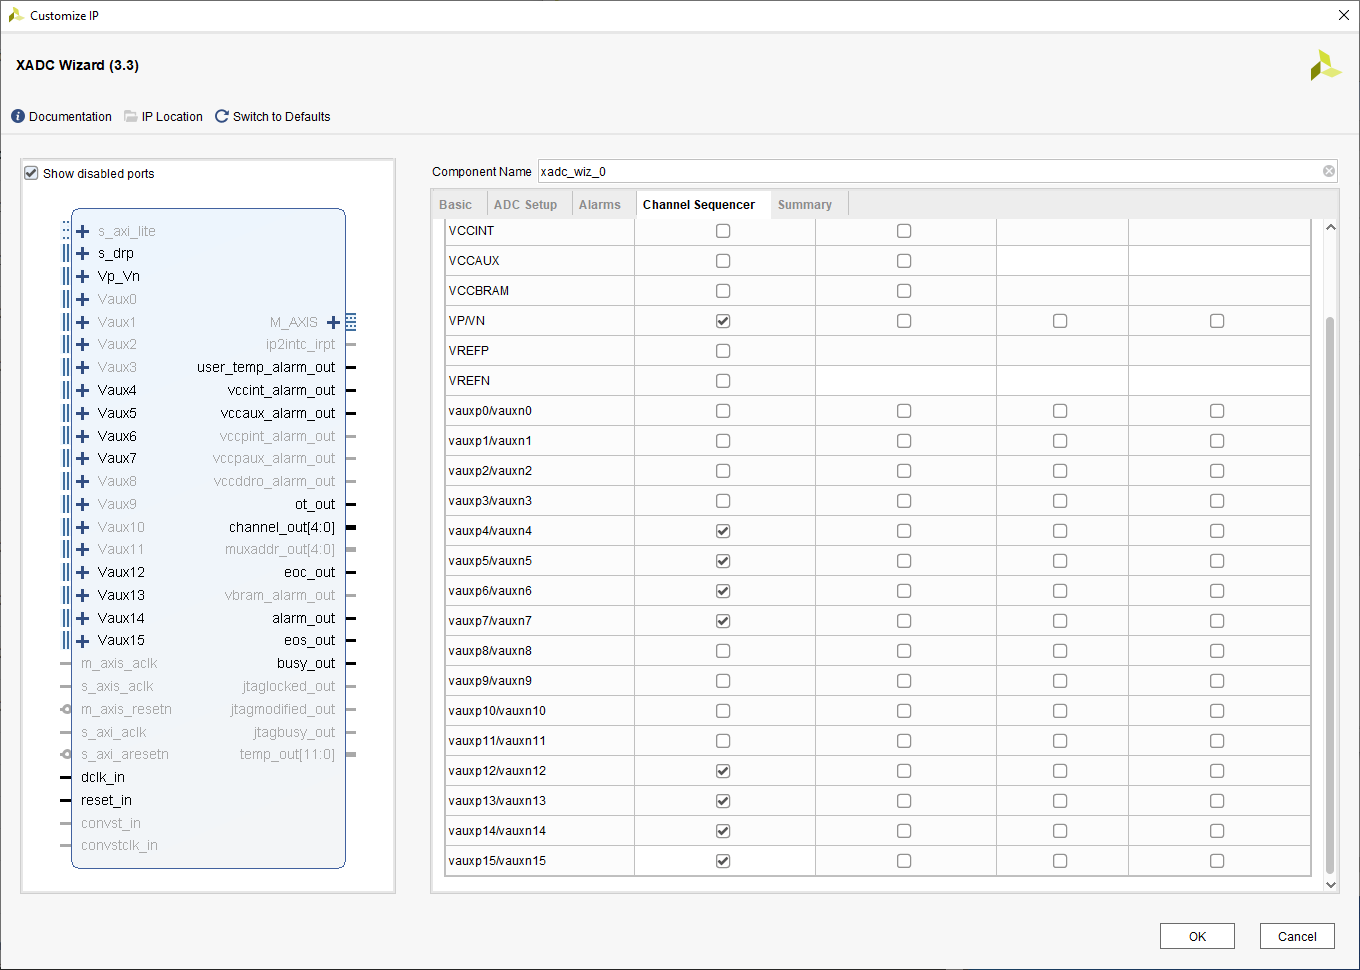 Customize IP
XADC Wizard (3.3)
Documentation IP Location Switch to Defaults
Show disabled ports
s_axi_lite
s_drp
Vp_Vn
Vaux0
Vaux1 M_AXIS
Vaux2 ip2intc_irpt
Vaux3 user_temp_alarm_out
Vaux4 vccint_alarm_out
Vaux5 vccaux_alarm_out
Vaux6 vccpint_alarm_out
Vaux7 vccpaux_alarm_out
Vaux8 vccddro_alarm_out
Vaux9 ot_out
Vaux10 channel_out[4:0]
Vaux11 muxaddr_out[4:0]
Vaux12 eoc_out
Vaux13 vbram_alarm_out
Vaux14 alarm_out
Vaux15 eos_out
m_axis_aclk busy_out
s_axis_aclk jtaglocked_out
m_axis_resetn jtagmodified_out
s_axi_aclk jtagbusy_out
s_axi_aresetn temp_out[11:0]
dclk_in
reset_in
convst_in
convstclk_in
Component Name xadc_wiz_0
Basic ADC Setup Alarms Channel Sequencer Summary
VCCINT
VCCAUX
VCCBRAM
VP/VN
VREFP
VREFN
vauxp0/vauxn0
vauxp1/vauxn1
vauxp2/vauxn2
vauxp3/vauxn3
vauxp4/vauxn4
vauxp5/vauxn5
vauxp6/vauxn6
vauxp7/vauxn7
vauxp8/vauxn8
vauxp9/vauxn9
vauxp10/vauxn10
vauxp11/vauxn11
vauxp12/vauxn12
vauxp13/vauxn13
vauxp14/vauxn14
vauxp15/vauxn15
OK Cancel